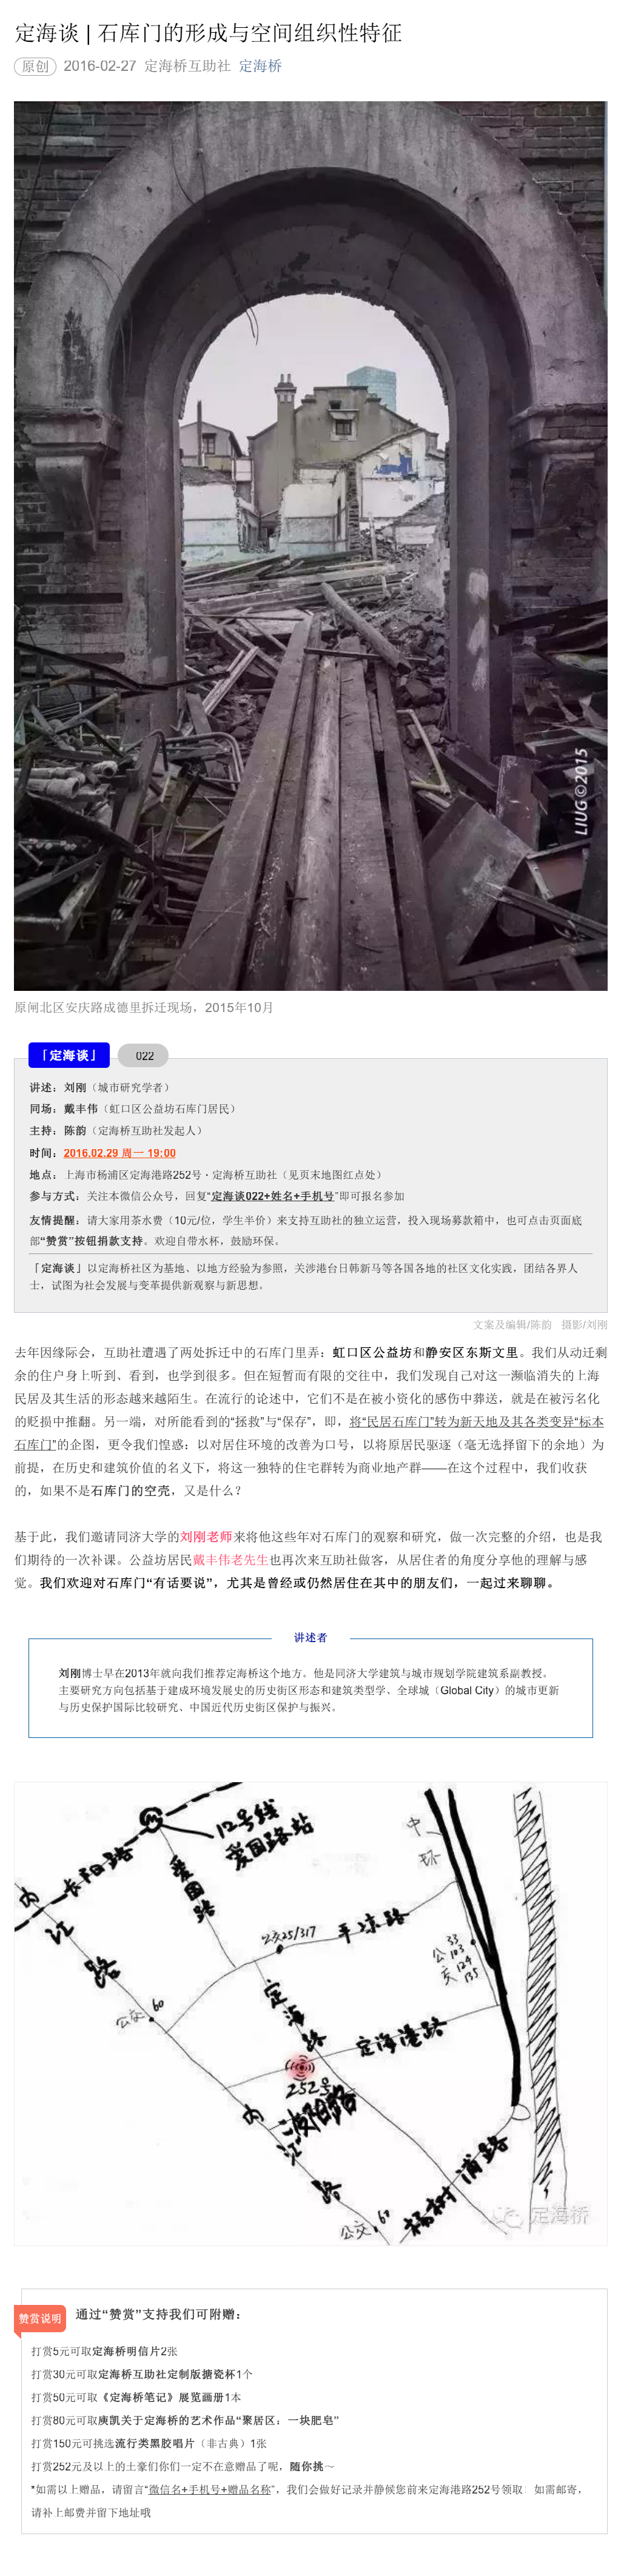 定海谈 | 石库门的形成与空间组织性特征
原创 2016-02-27 定海桥互助社 定海桥
LIUG©2015
原闸北区安庆路成德里拆迁现场，2015年10月
「定海谈」 022
讲述：刘刚（城市研究学者）
同场：戴丰伟（虹口区公益坊石库门居民）
主持：陈韵（定海桥互助社发起人）
时间：2016.02.29 周一 19:00
地点：上海市杨浦区定海港路252号·定海桥互助社（见页末地图红点处）
参与方式：关注本微信公众号，回复“定海谈022+姓名+手机号”即可报名参加
友情提醒：请大家用茶水费（10元/位，学生半价）来支持互助社的独立运营，投入现场募款箱中，也可点击页面底
部“赞赏”按钮捐款支持。欢迎自带水杯，鼓励环保。
「定海谈」以定海桥社区为基地、以地方经验为参照，关涉港台日韩新马等各国各地的社区文化实践，团结各界人
士，试图为社会发展与变革提供新观察与新思想。
文案及编辑/陈韵 摄影/刘刚
去年因缘际会，互助社遭遇了两处拆迁中的石库门里弄：虹口区公益坊和静安区东斯文里。我们从动迁剩
余的住户身上听到、看到，也学到很多。但在短暂而有限的交往中，我们发现自己对这一濒临消失的上海
民居及其生活的形态越来越陌生。在流行的论述中，它们不是在被小资化的感伤中葬送，就是在被污名化
的贬损中推翻。另一端，对所能看到的“拯救”与“保存”，即，将“民居石库门”转为新天地及其各类变异“标本
石库门”的企图，更令我们惶惑：以对居住环境的改善为口号，以将原居民驱逐（毫无选择留下的余地）为
前提，在历史和建筑价值的名义下，将这一独特的住宅群转为商业地产群——在这个过程中，我们收获
的，如果不是石库门的空壳，又是什么？
基于此，我们邀请同济大学的刘刚老师来将他这些年对石库门的观察和研究，做一次完整的介绍，也是我
们期待的一次补课。公益坊居民戴丰伟老先生也再次来互助社做客，从居住者的角度分享他的理解与感
觉。我们欢迎对石库门“有话要说”，尤其是曾经或仍然居住在其中的朋友们，一起过来聊聊。
讲述者
刘刚博士早在2013年就向我们推荐定海桥这个地方。他是同济大学建筑与城市规划学院建筑系副教授。
主要研究方向包括基于建成环境发展史的历史街区形态和建筑类型学、全球城（Global City）的城市更新
与历史保护国际比较研究、中国近代历史街区保护与振兴。
12号线
爱国路站
长阳路
爱国路
中环
内江路
公交25/317
平凉路
公交
33
103
124
135
公交60
定海路
定海港路
252号
内江路
波阳路
杨树浦路
公交 61
定海桥
赞赏说明 通过“赞赏”支持我们可附赠：
打赏5元可取定海桥明信片2张
打赏30元可取定海桥互助社定制版搪瓷杯1个
打赏50元可取《定海桥笔记》展览画册1本
打赏80元可取庾凯关于定海桥的艺术作品“聚居区：一块肥皂”
打赏150元可挑选流行类黑胶唱片（非古典）1张
打赏252元及以上的土豪们你们一定不在意赠品了呢，随你挑～
*如需以上赠品，请留言“微信名+手机号+赠品名称”，我们会做好记录并静候您前来定海港路252号领取！如需邮寄，
请补上邮费并留下地址哦